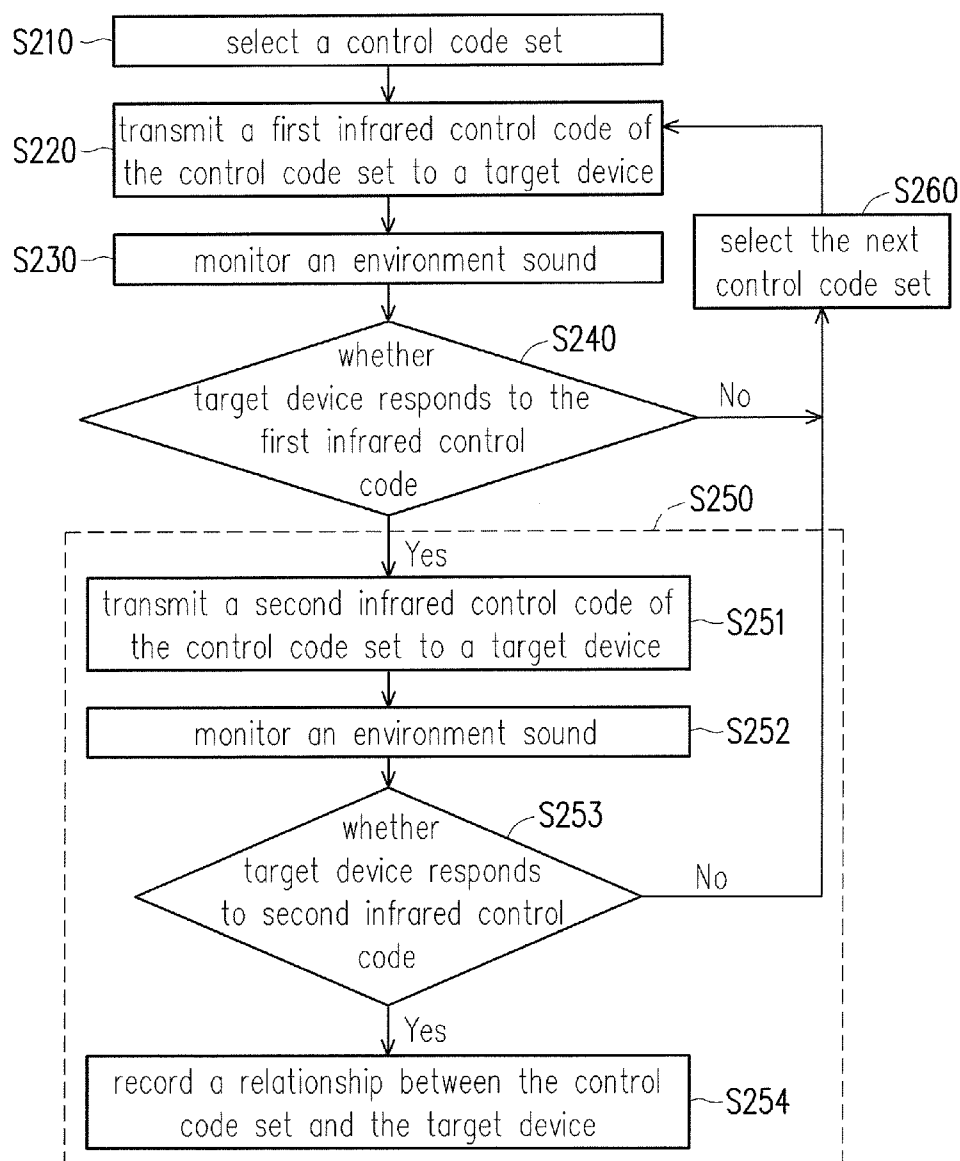 S210
select a control code set
S220
transmit a first infrared control code of
the control code set to a target device
S260
select the next
control code set
S230
monitor an environment sound
S240
whether
target device responds to the
first infrared control
code
No
S250
Yes
transmit a second infrared control code of
the control code set to a target device
S251
monitor an environment sound
S252
S253
whether
target device responds
to second infrared control
code
No
Yes
record a relationship between the control
code set and the target device
S254